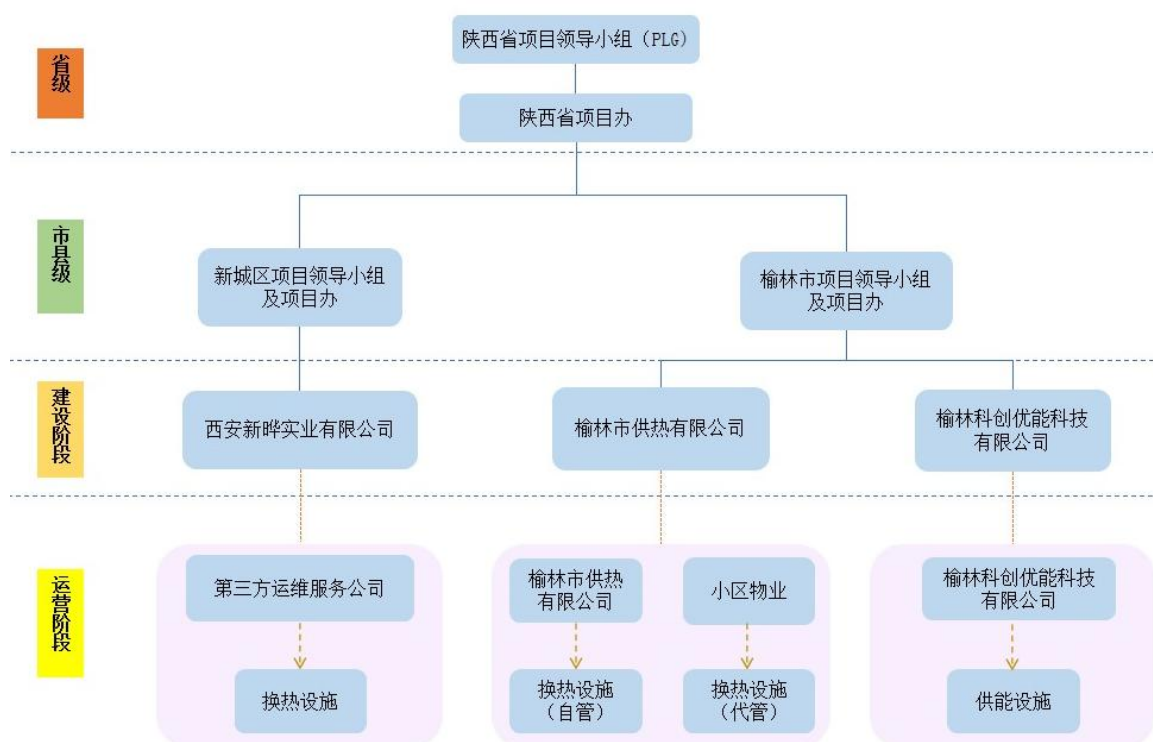 省级
陕西省项目领导小组（PLG）
陕西省项目办
市县级
新城区项目领导小组
及项目办
榆林市项目领导小组
及项目办
建设阶段
西安新晔实业有限公司
榆林市供热有限公司
榆林科创优能科技
有限公司
运营阶段
第三方运维服务公司
榆林市供热
有限公司
小区物业
榆林科创优能科技
有限公司
换热设施
换热设施
（自管）
换热设施
（代管）
供能设施